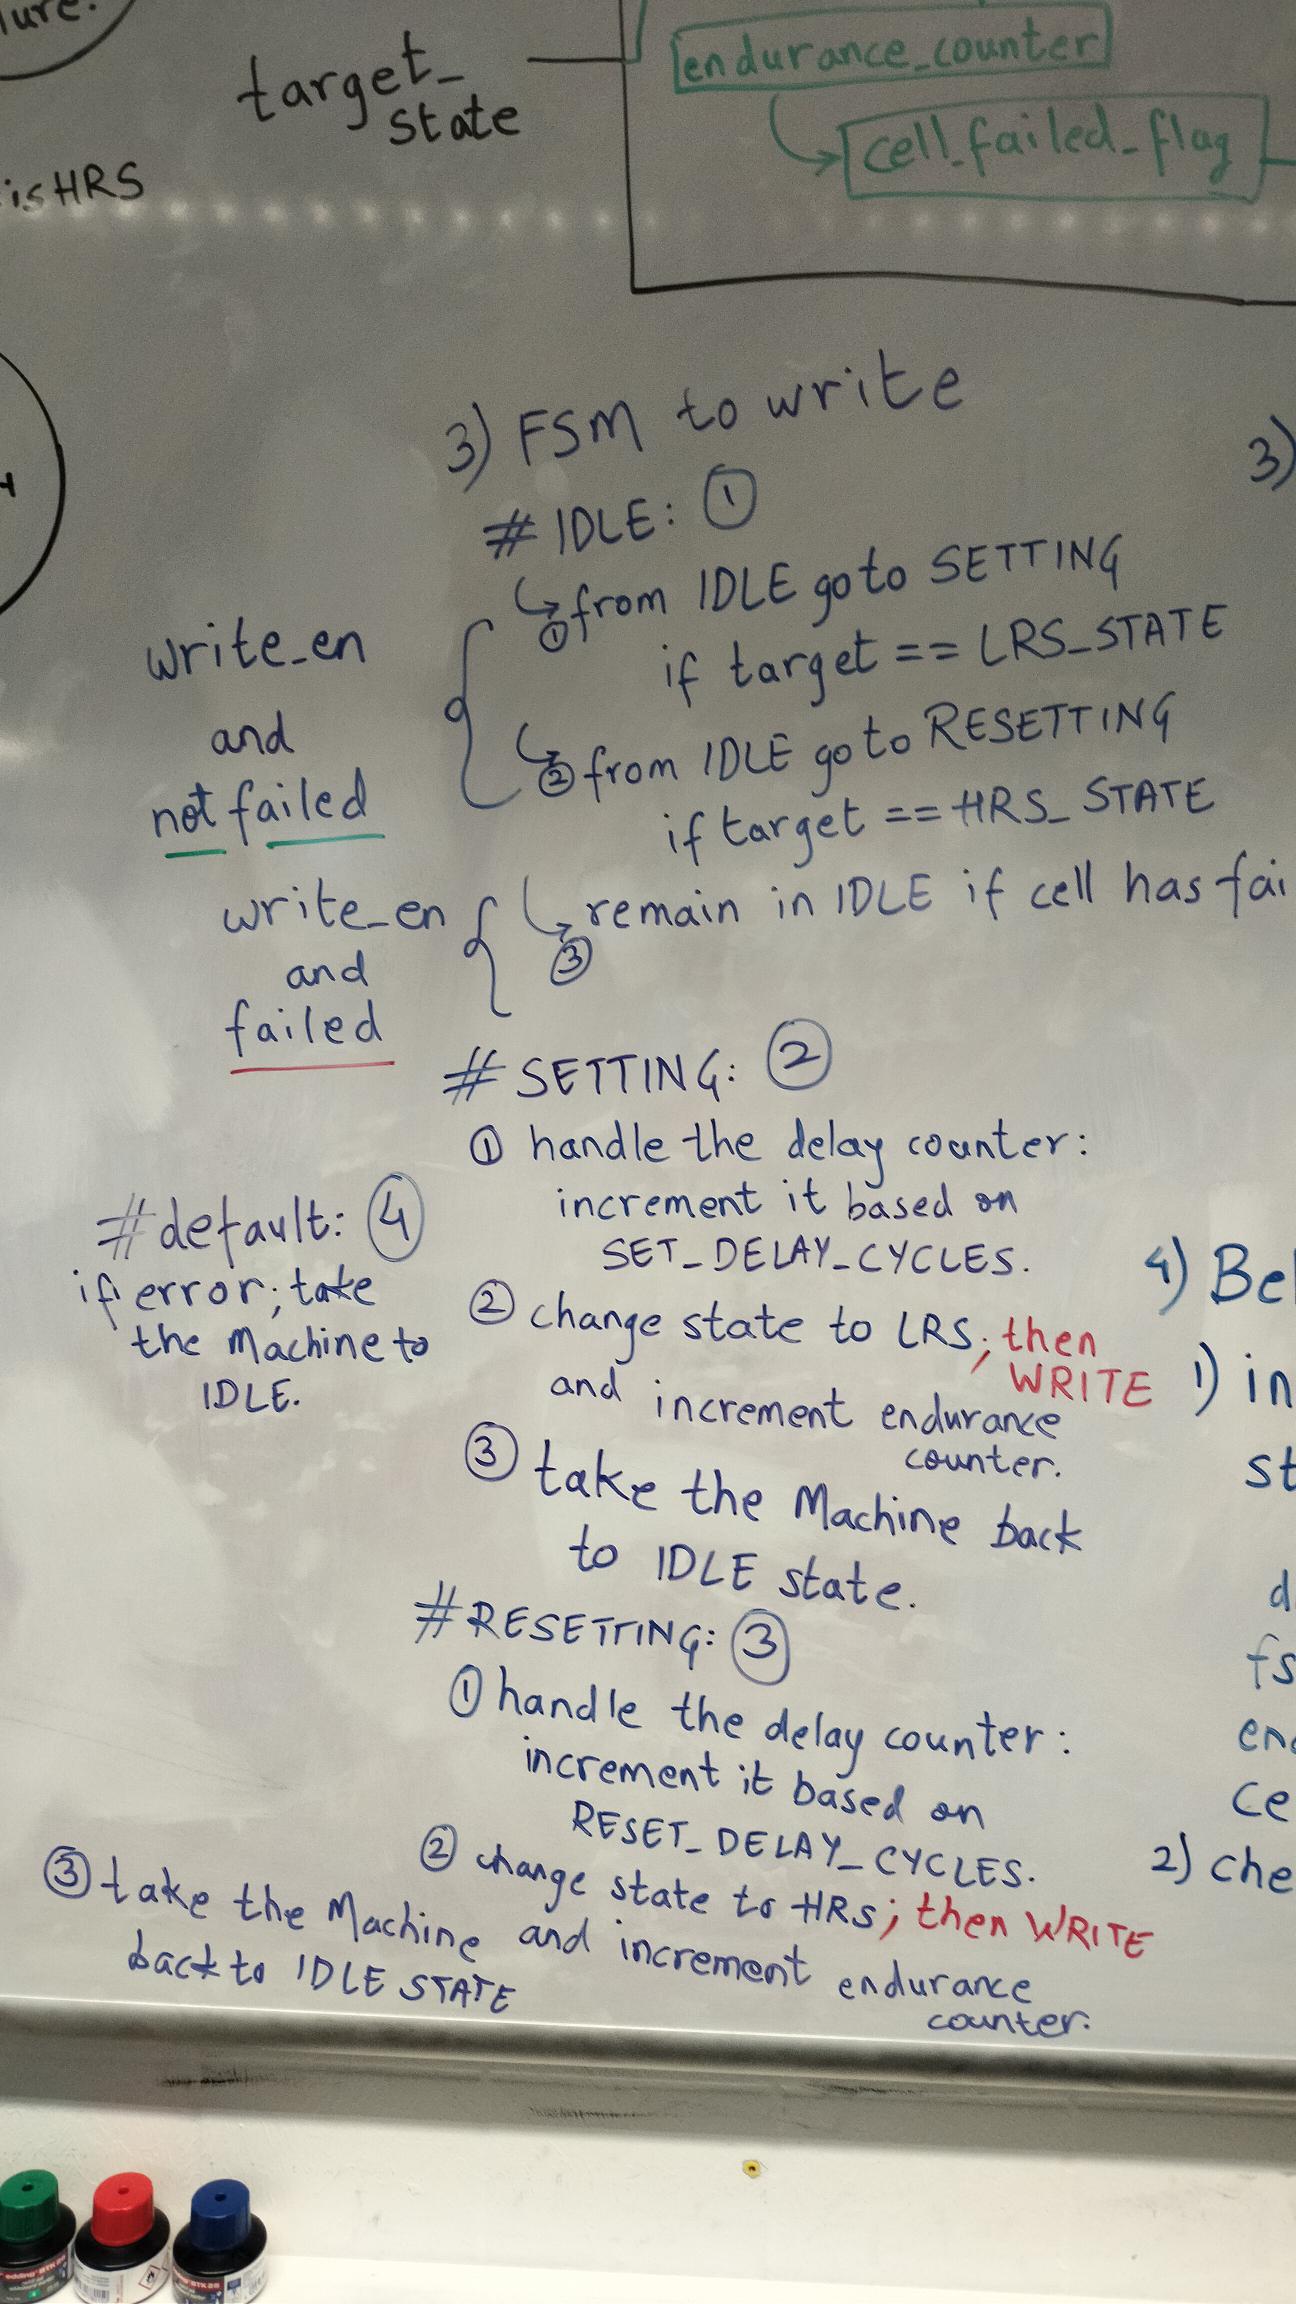 target_
state
endurance_counter
cell_failed_flag
isHRS
3) FSM to write
# IDLE: ①
↳ ① from IDLE go to SETTING
if target == LRS_STATE
↳ ② from IDLE go to RESETTING
if target == HRS_STATE
write_en
and
not failed
↳ ③ remain in IDLE if cell has fai
write_en
and
failed
# SETTING: ②
① handle the delay counter:
increment it based on
SET_DELAY_CYCLES.
② change state to LRS; then
WRITE
and increment endurance
counter.
③ take the Machine back
to IDLE state.
# default: ④
if error; take
the Machine to
IDLE.
# RESETTING: ③
① handle the delay counter:
increment it based on
RESET_DELAY_CYCLES.
② change state to HRS; then WRITE
and increment endurance
counter.
③ take the Machine
back to IDLE STATE
3)
4) Bel
1) in
st
d
fs
end
ce
2) che
edding